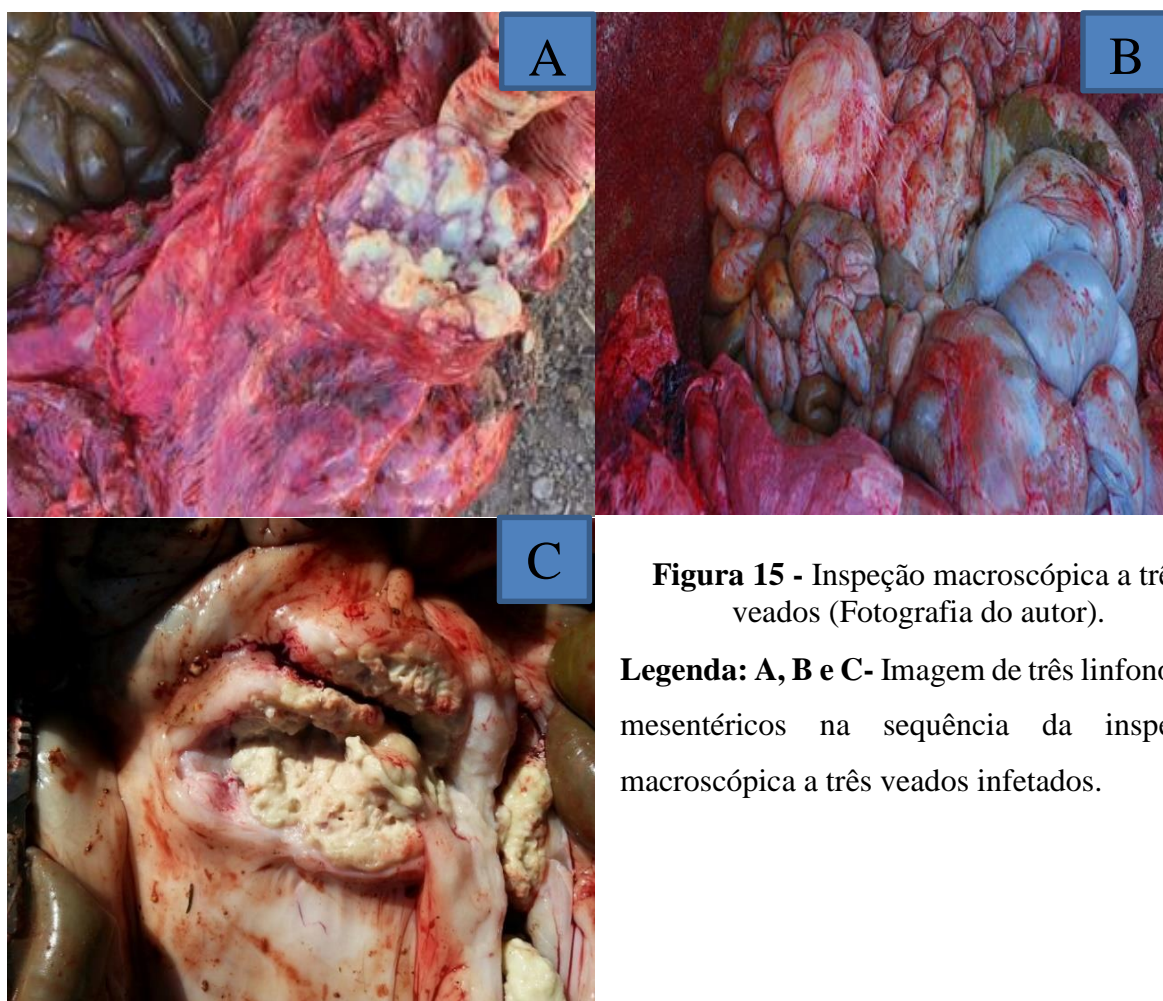 A
B
C
Figura 15 - Inspeção macroscópica a trê
veados (Fotografia do autor).
Legenda: A, B e C- Imagem de três linfono
mesentéricos na sequência da inspe
macroscópica a três veados infetados.